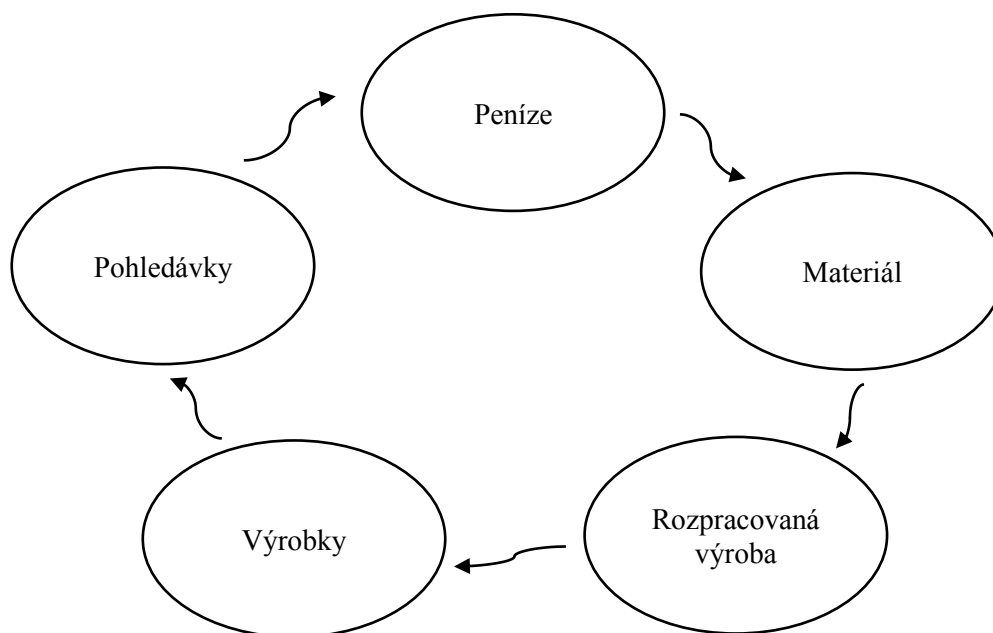 Peníze
Materiál
Rozpracovaná
výroba
Výrobky
Pohledávky